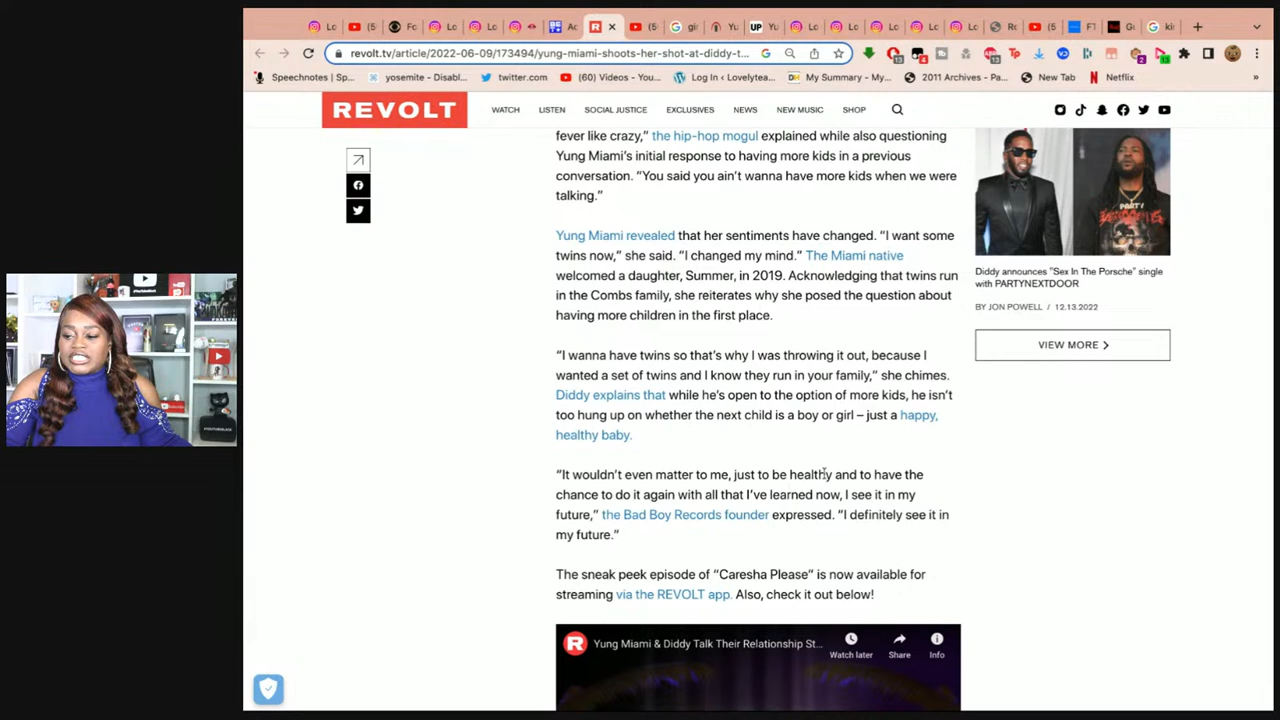 revolt.tv/article/2022-06-09/173494/yung-miami-shoots-her-shot-at-diddy-t...
Speechnotes | Sp...
yosemite - Disabl...
twitter.com
(60) Videos - You...
Log In ‹ Lovelytea...
My Summary - My...
2011 Archives - Pa...
New Tab
Netflix
»
REVOLT
WATCH
LISTEN
SOCIAL JUSTICE
EXCLUSIVES
NEWS
NEW MUSIC
SHOP
fever like crazy,” the hip-hop mogul explained while also questioning
Yung Miami’s initial response to having more kids in a previous
conversation. “You said you ain’t wanna have more kids when we were
talking.”
Yung Miami revealed that her sentiments have changed. “I want some
twins now,” she said. “I changed my mind.” The Miami native
welcomed a daughter, Summer, in 2019. Acknowledging that twins run
in the Combs family, she reiterates why she posed the question about
having more children in the first place.
“I wanna have twins so that’s why I was throwing it out, because I
wanted a set of twins and I know they run in your family,” she chimes.
Diddy explains that while he’s open to the option of more kids, he isn’t
too hung up on whether the next child is a boy or girl – just a happy,
healthy baby.
“It wouldn’t even matter to me, just to be healthy and to have the
chance to do it again with all that I’ve learned now, I see it in my
future,” the Bad Boy Records founder expressed. “I definitely see it in
my future.”
The sneak peek episode of “Caresha Please” is now available for
streaming via the REVOLT app. Also, check it out below!
Yung Miami & Diddy Talk Their Relationship St...
Watch later
Share
Info
Diddy announces “Sex In The Porsche” single
with PARTYNEXTDOOR
BY JON POWELL / 12.13.2022
VIEW MORE